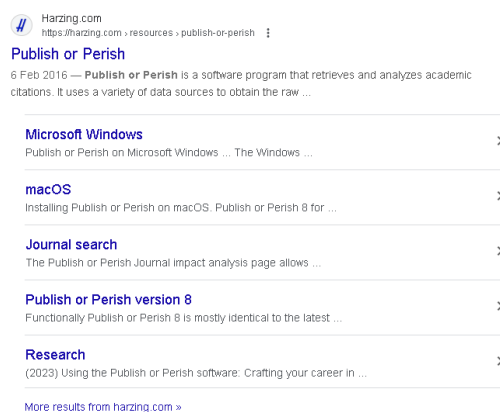 Harzing.com
https://harzing.com › resources › publish-or-perish
Publish or Perish
6 Feb 2016 — Publish or Perish is a software program that retrieves and analyzes academic
citations. It uses a variety of data sources to obtain the raw ...
Microsoft Windows
Publish or Perish on Microsoft Windows ... The Windows ...
macOS
Installing Publish or Perish on macOS. Publish or Perish 8 for ...
Journal search
The Publish or Perish Journal impact analysis page allows ...
Publish or Perish version 8
Functionally Publish or Perish 8 is mostly identical to the latest ...
Research
(2023) Using the Publish or Perish software: Crafting your career in ...
More results from harzing.com »